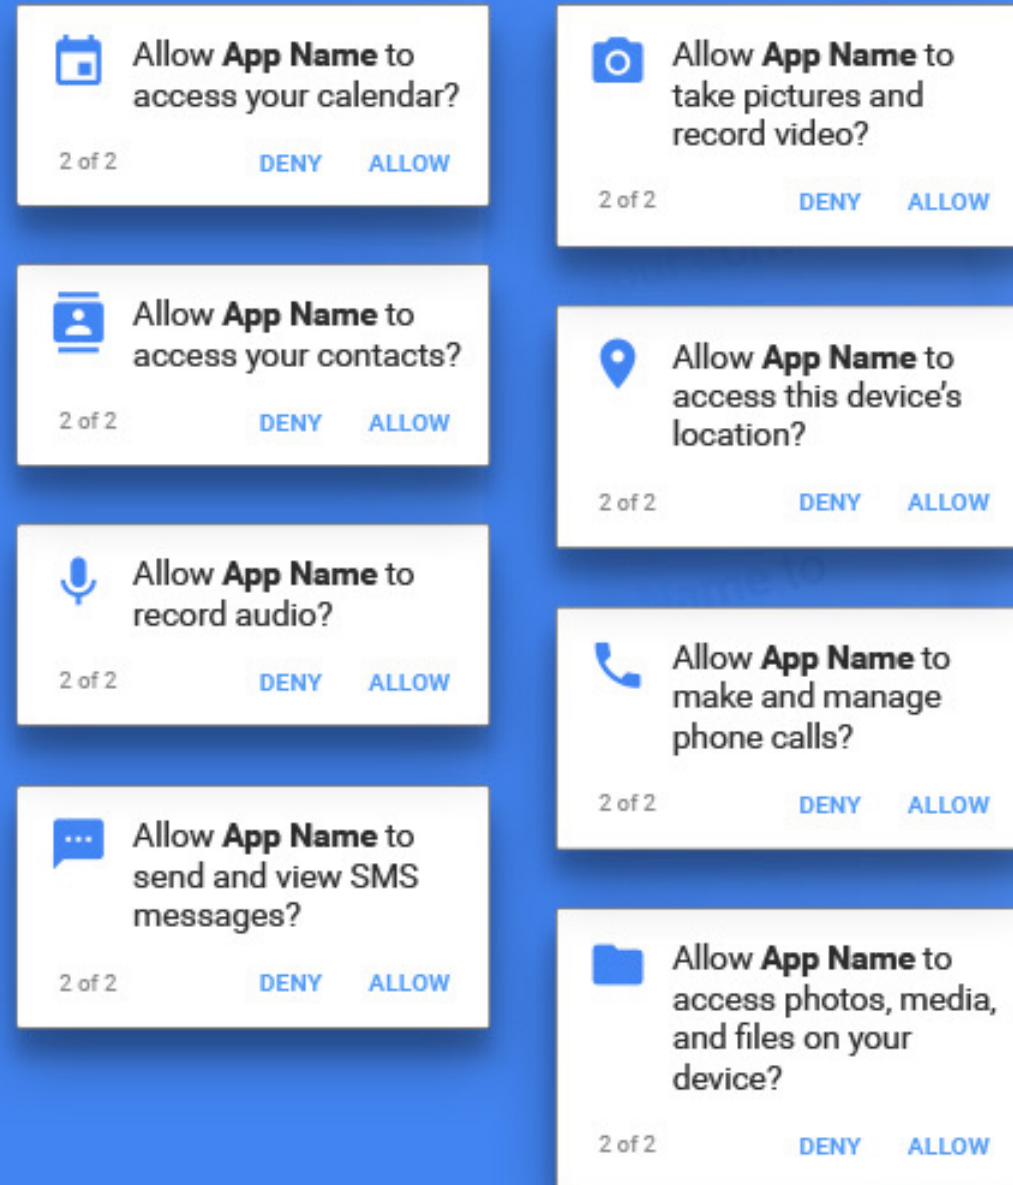 Allow App Name to
access your calendar?
2 of 2 DENY ALLOW
Allow App Name to
access your contacts?
2 of 2 DENY ALLOW
Allow App Name to
record audio?
2 of 2 DENY ALLOW
Allow App Name to
send and view SMS
messages?
2 of 2 DENY ALLOW
Allow App Name to
take pictures and
record video?
2 of 2 DENY ALLOW
Allow App Name to
access this device's
location?
2 of 2 DENY ALLOW
name to
Allow App Name to
make and manage
phone calls?
2 of 2 DENY ALLOW
Allow App Name to
access photos, media,
and files on your
device?
2 of 2 DENY ALLOW